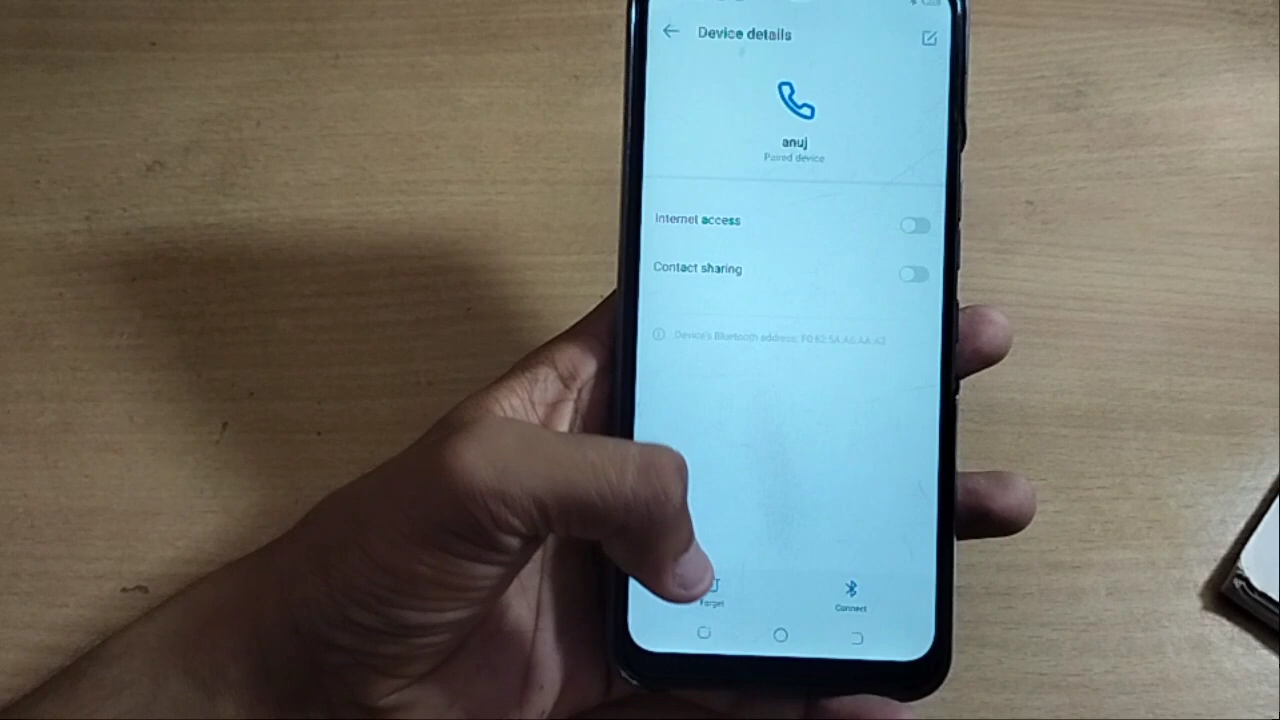 Device details
anuj
Paired device
Internet access
Contact sharing
Device's Bluetooth address: F0:62:5A:A6:AA:A2
Forget
Connect